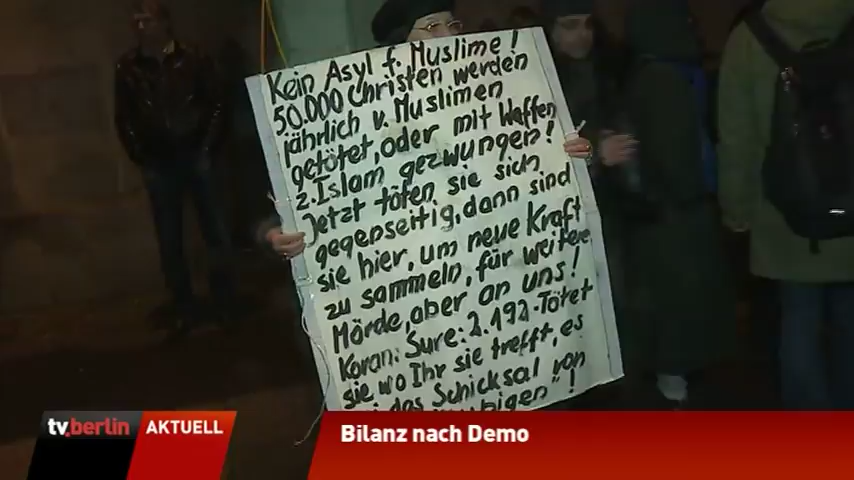 Kein Asyl f. Muslime!
50.000 Christen werden
jährlich v. Muslimen
getötet, oder mit Waffen
z. Islam gezwungen!
Jetzt töten sie sich
gegenseitig, dann sind
sie hier, um neue Kraft
zu sammeln, für weitere
Mörde, aber an uns!
Koran: Sure: 2.192-Tötet
sie wo Ihr sie trefft, es
das Schicksal von
tv.berlin AKTUELL
Bilanz nach Demo